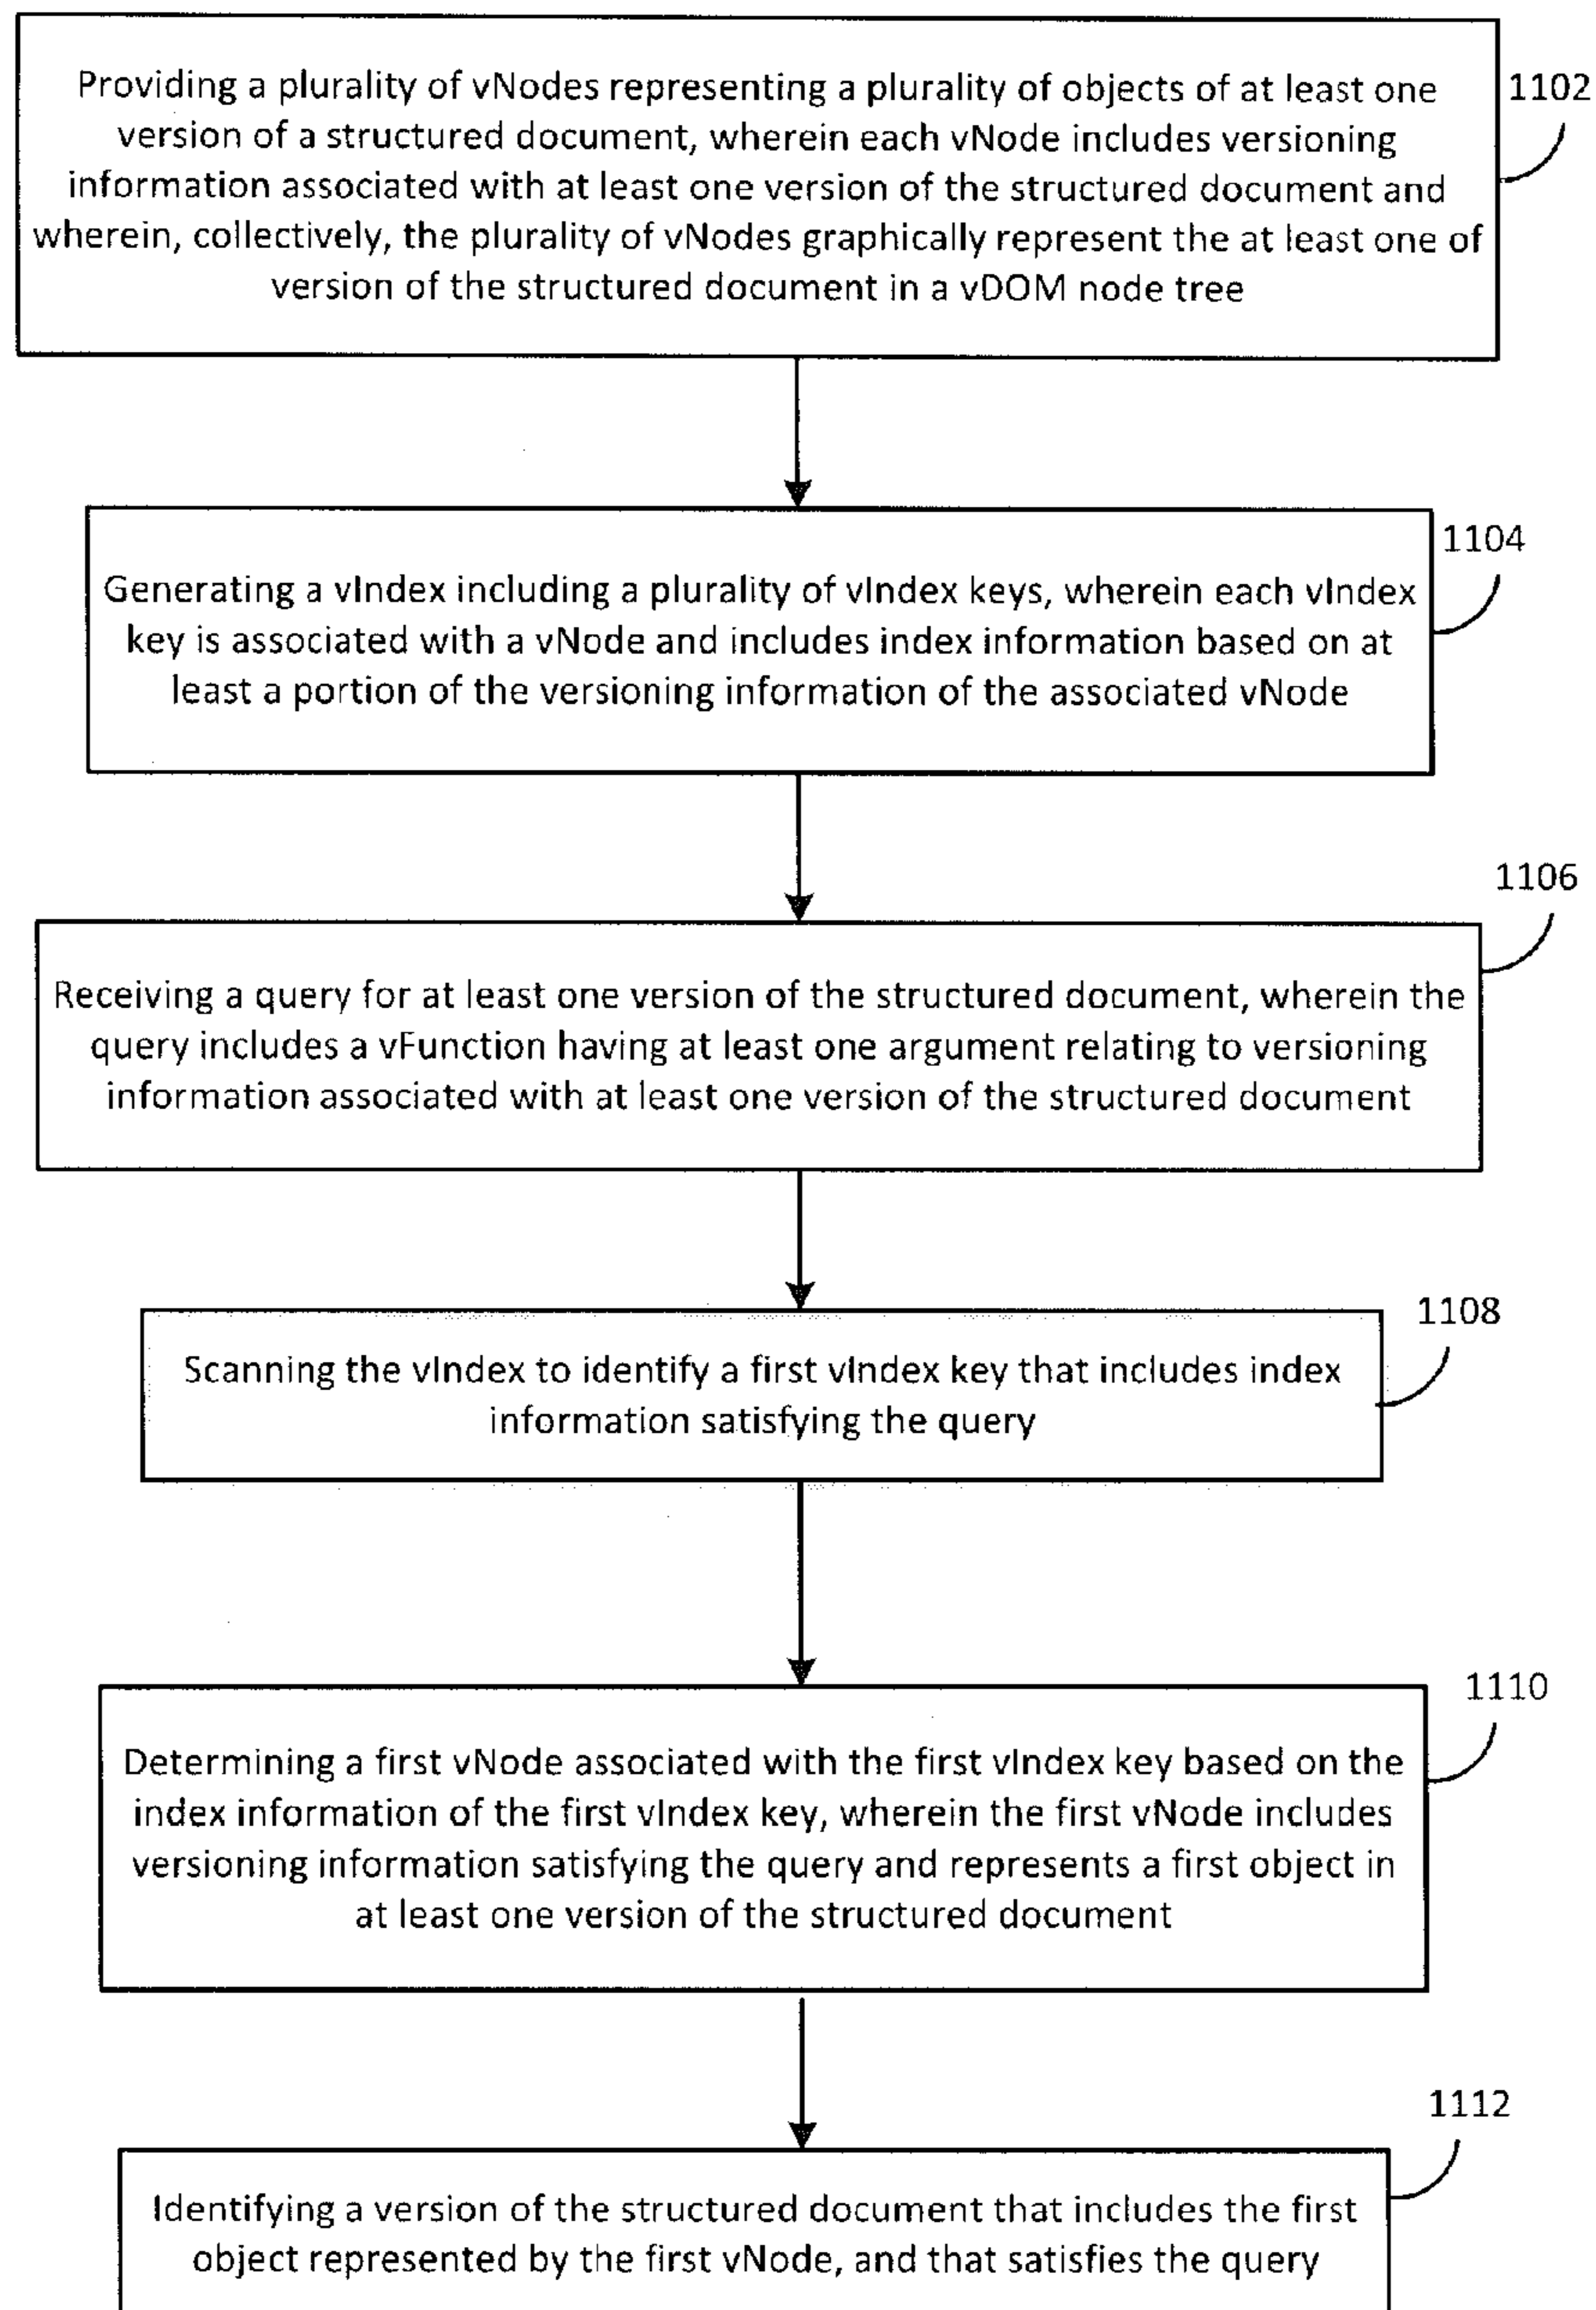 Providing a plurality of vNodes representing a plurality of objects of at least one
version of a structured document, wherein each vNode includes versioning
information associated with at least one version of the structured document and
wherein, collectively, the plurality of vNodes graphically represent the at least one of
version of the structured document in a vDOM node tree
1102
Generating a vIndex including a plurality of vIndex keys, wherein each vIndex
key is associated with a vNode and includes index information based on at
least a portion of the versioning information of the associated vNode
1104
Receiving a query for at least one version of the structured document, wherein the
query includes a vFunction having at least one argument relating to versioning
information associated with at least one version of the structured document
1106
Scanning the vIndex to identify a first vIndex key that includes index
information satisfying the query
1108
Determining a first vNode associated with the first vIndex key based on the
index information of the first vIndex key, wherein the first vNode includes
versioning information satisfying the query and represents a first object in
at least one version of the structured document
1110
Identifying a version of the structured document that includes the first
object represented by the first vNode, and that satisfies the query
1112